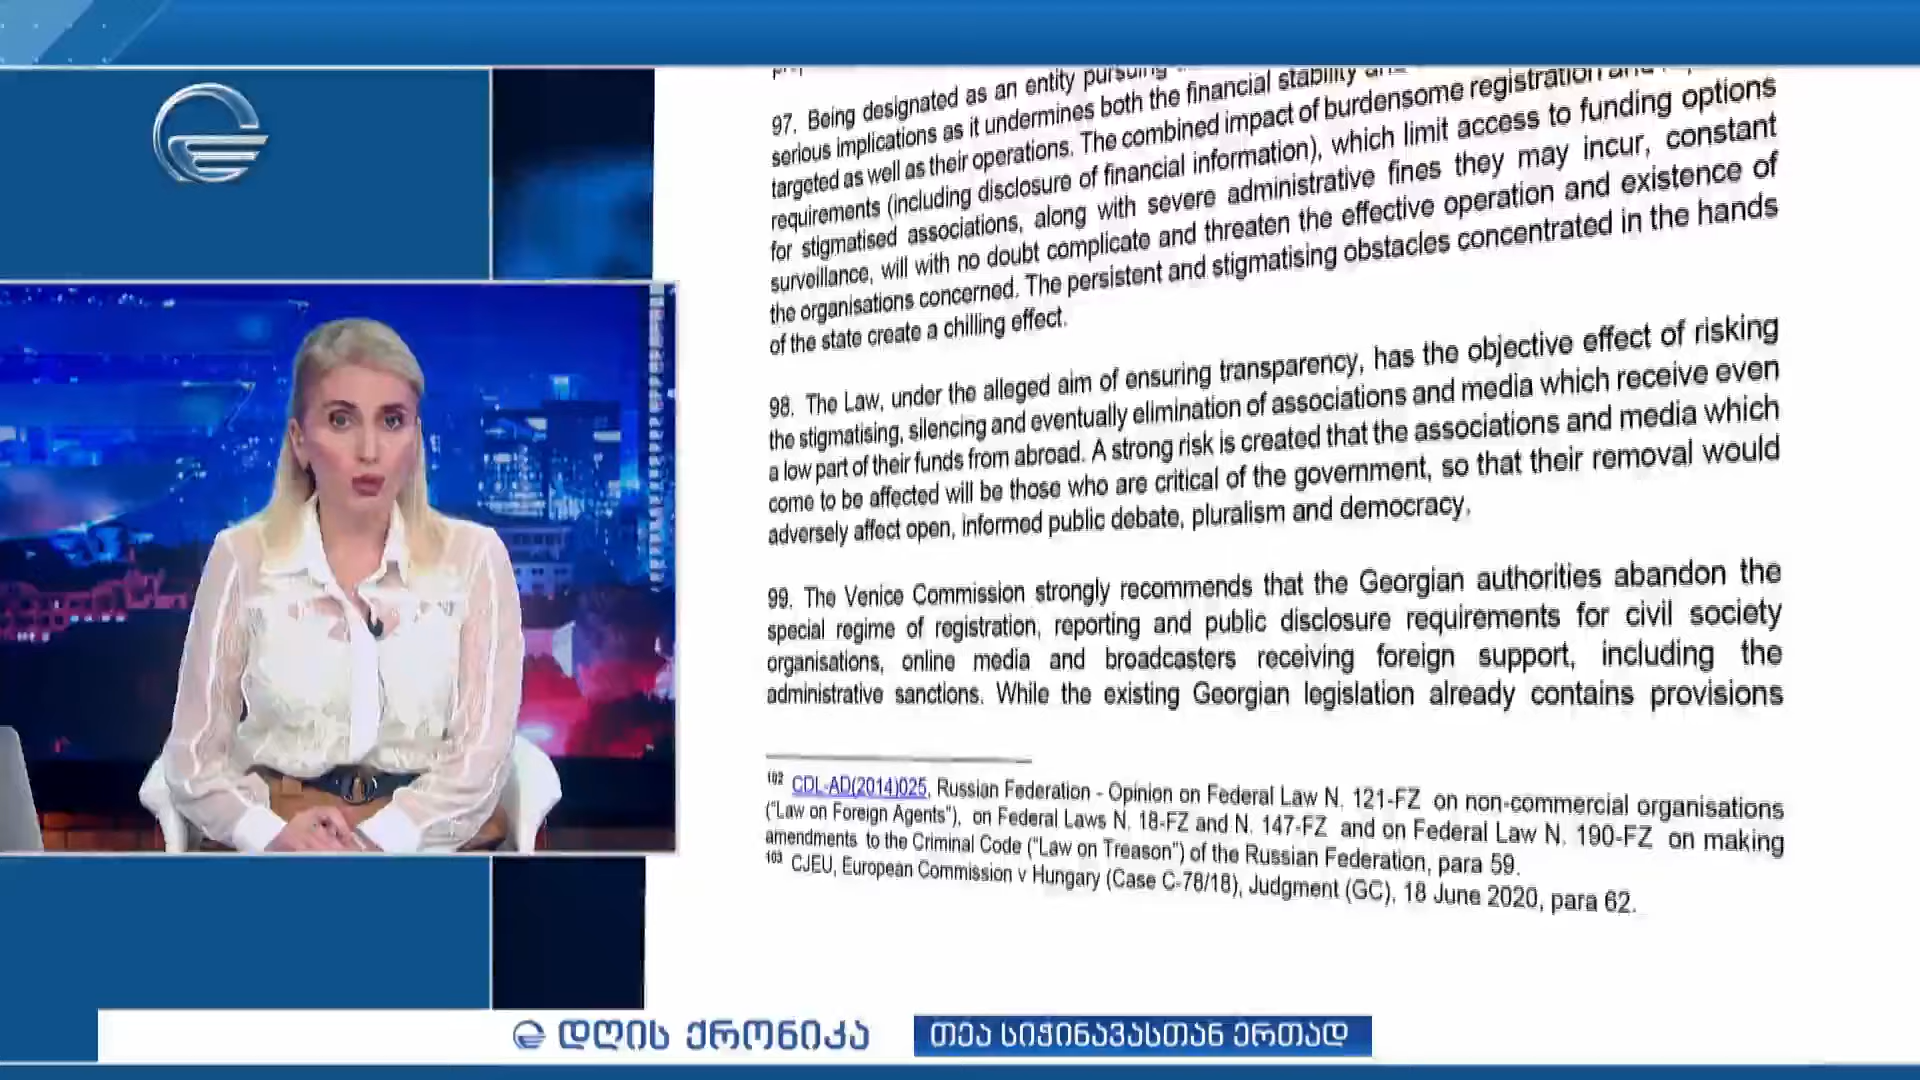 97. Being designated as an entity pursuing
serious implications as it undermines both the financial stability
targeted as well as their operations. The combined impact of burdensome registration and
requirements (including disclosure of financial information), which limit access to funding options
for stigmatised associations, along with severe administrative fines they may incur, constant
surveillance, will with no doubt complicate and threaten the effective operation and existence of
the organisations concerned. The persistent and stigmatising obstacles concentrated in the hands
of the state create a chilling effect.
98. The Law, under the alleged aim of ensuring transparency, has the objective effect of risking
the stigmatising, silencing and eventually elimination of associations and media which receive even
a low part of their funds from abroad. A strong risk is created that the associations and media which
come to be affected will be those who are critical of the government, so that their removal would
adversely affect open, informed public debate, pluralism and democracy.
99. The Venice Commission strongly recommends that the Georgian authorities abandon the
special regime of registration, reporting and public disclosure requirements for civil society
organisations, online media and broadcasters receiving foreign support, including the
administrative sanctions. While the existing Georgian legislation already contains provisions
102 CDL-AD(2014)025, Russian Federation - Opinion on Federal Law N. 121-FZ on non-commercial organisations
("Law on Foreign Agents"), on Federal Laws N. 18-FZ and N. 147-FZ and on Federal Law N. 190-FZ on making
amendments to the Criminal Code ("Law on Treason") of the Russian Federation, para 59.
103 CJEU, European Commission v Hungary (Case C-78/18), Judgment (GC), 18 June 2020, para 62.
დღის ქრონიკა
თეა სიჭინავასთან ერთად